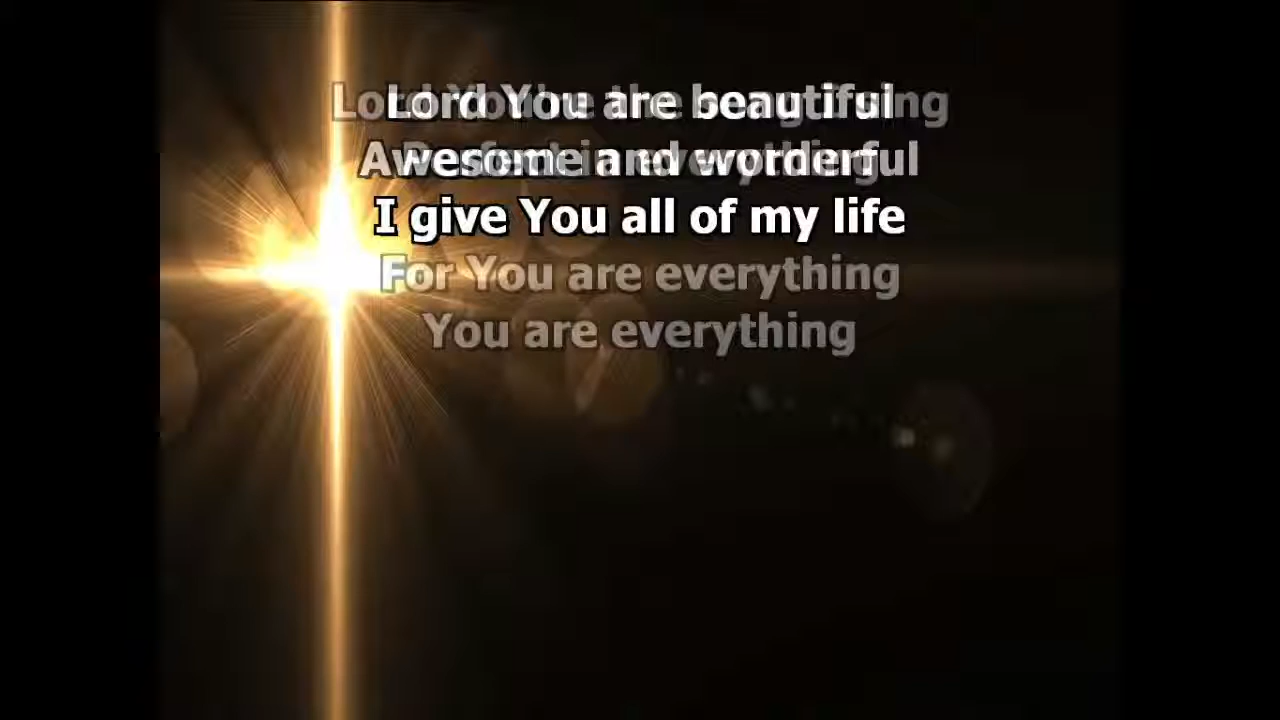 Lord You are beautiful
Awesome and wonderful
I give You all of my life
For You are everything
You are everything